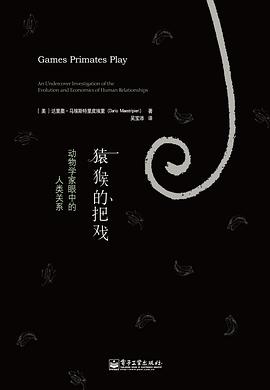 Games Primates Play
An Undercover Investigation of the
Evolution and Economics of Human Relationships
[美] 达里奥·马埃斯特里皮埃里 (Dario Maestripieri) 著
吴宝沛 译
猿猴的把戏
动物学家眼中的
人类关系
电子工业出版社